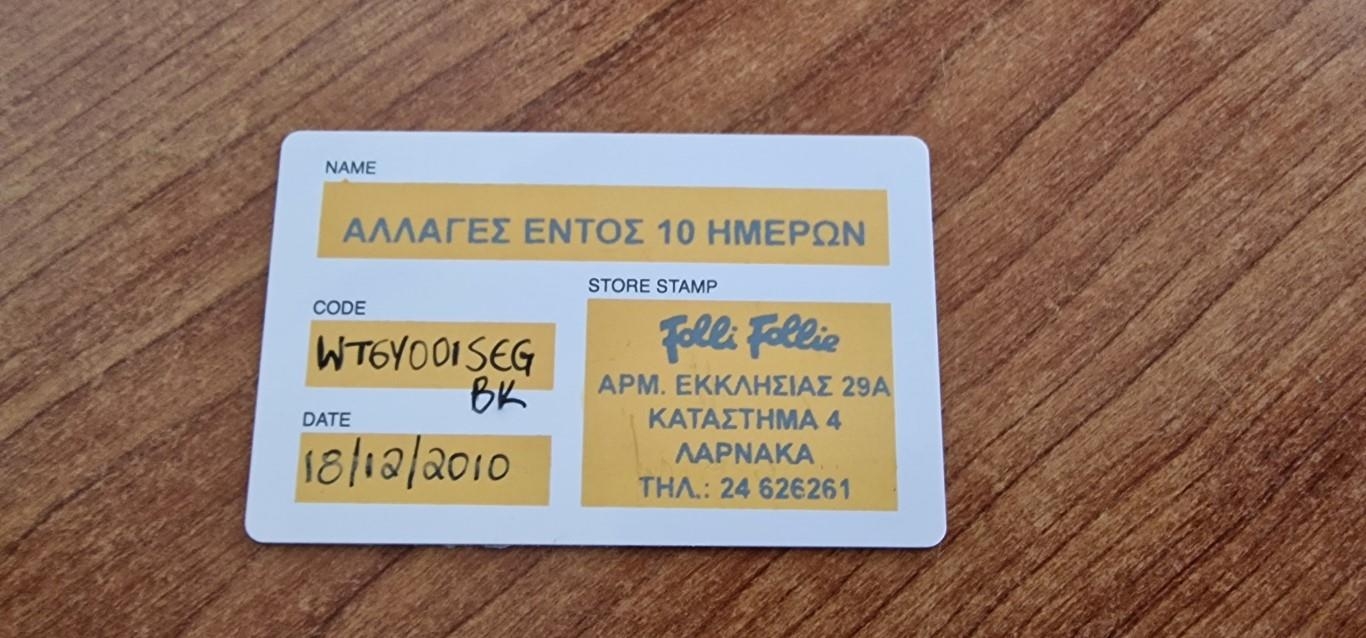 NAME
ΑΛΛΑΓΕΣ ΕΝΤΟΣ 10 ΗΜΕΡΩΝ
CODE
WT6Y001SEG
BK
DATE
18/12/2010
STORE STAMP
Folli Follie
ΑΡΜ. ΕΚΚΛΗΣΙΑΣ 29Α
ΚΑΤΑΣΤΗΜΑ 4
ΛΑΡΝΑΚΑ
ΤΗΛ.: 24 626261